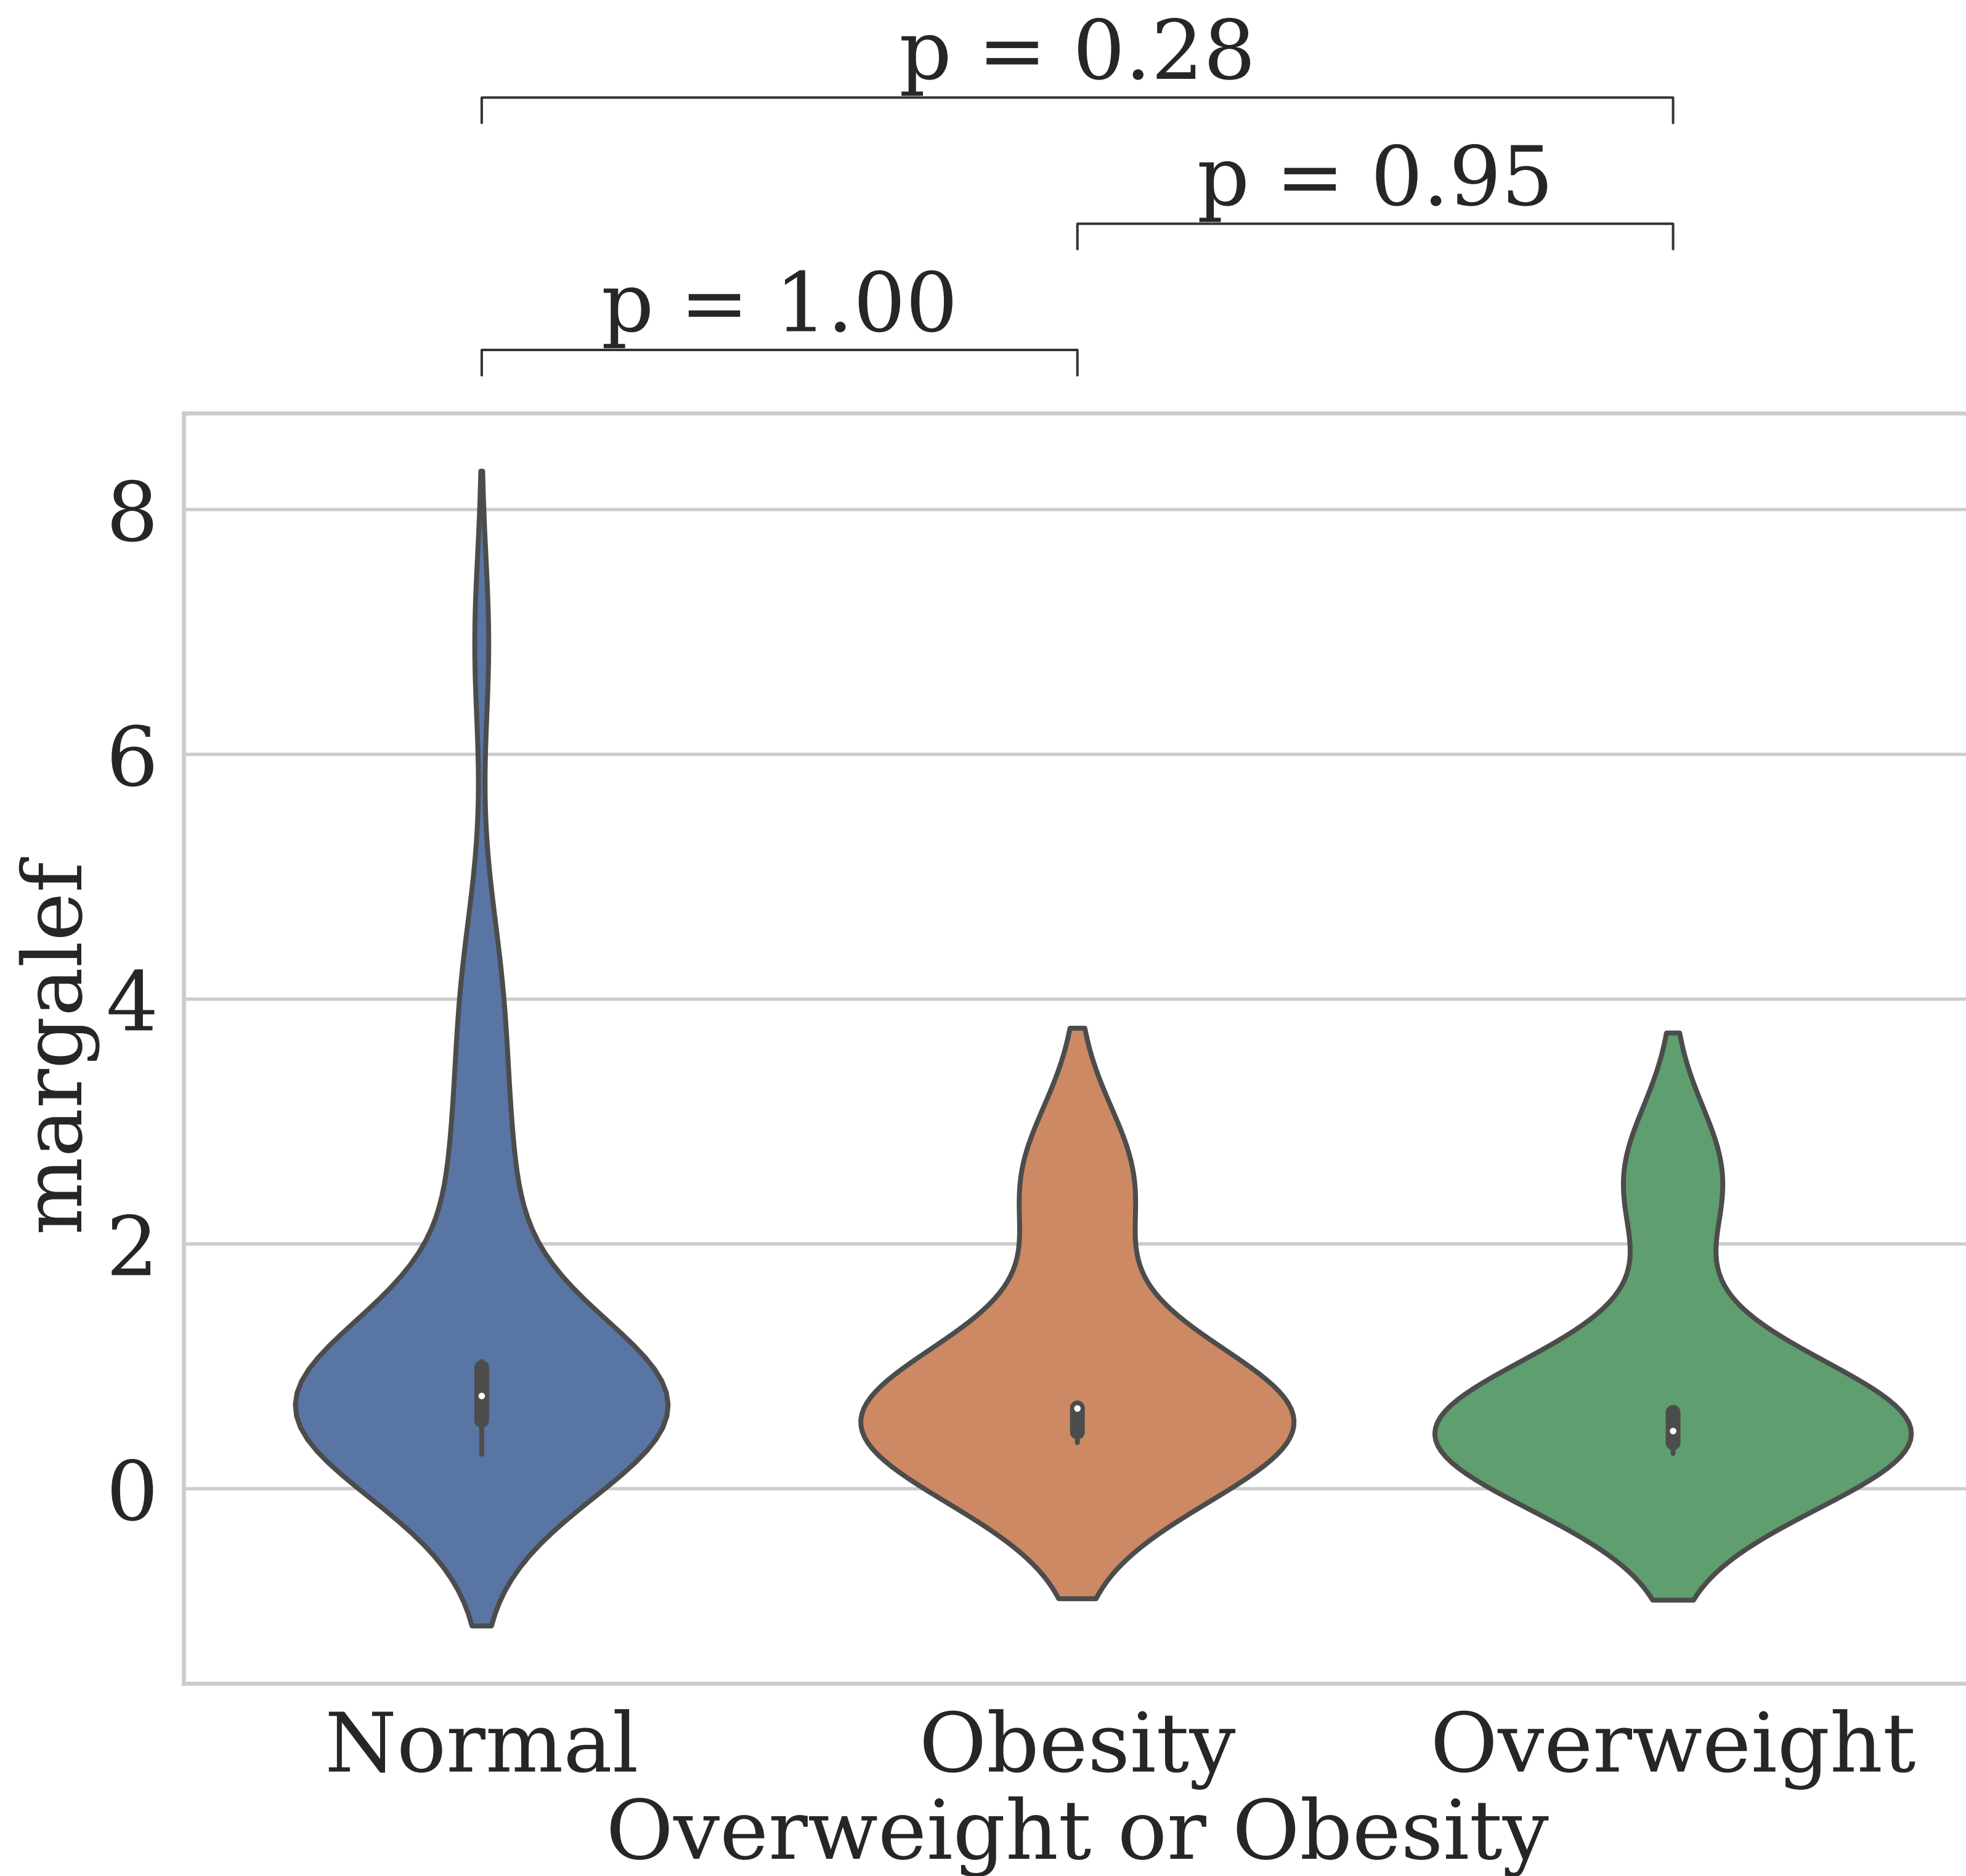 p = 0.28
p = 0.95
p = 1.00
8
6
4
2
0
margalef
Normal Obesity Overweight
Overweight or Obesity